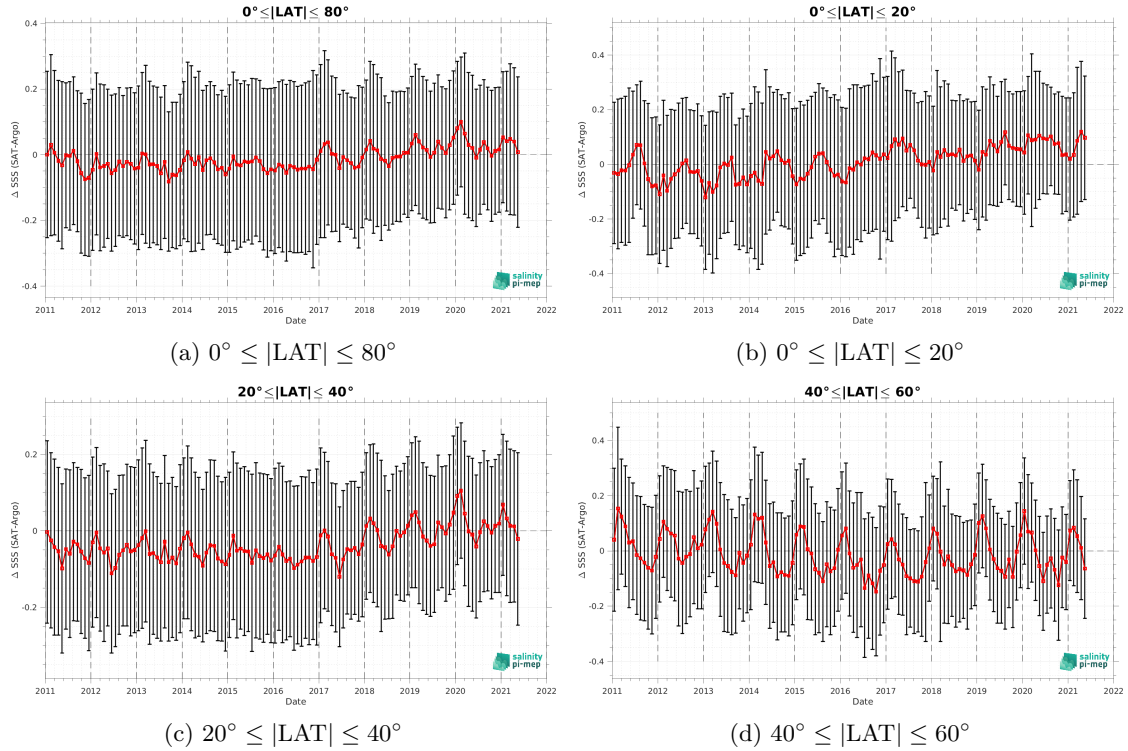 0°≤|LAT|≤ 80°
0.4
0.2
0
-0.2
-0.4
Δ SSS (SAT-Argo)
2011 2012 2013 2014 2015 2016 2017 2018 2019 2020 2021 2022
Date
salinity
pi-mep
(a) 0° ≤ |LAT| ≤ 80°
0°≤|LAT|≤ 20°
0.4
0.2
0
-0.2
-0.4
Δ SSS (SAT-Argo)
2011 2012 2013 2014 2015 2016 2017 2018 2019 2020 2021 2022
Date
salinity
pi-mep
(b) 0° ≤ |LAT| ≤ 20°
20°≤|LAT|≤ 40°
0.2
0
-0.2
Δ SSS (SAT-Argo)
2011 2012 2013 2014 2015 2016 2017 2018 2019 2020 2021 2022
Date
salinity
pi-mep
(c) 20° ≤ |LAT| ≤ 40°
40°≤|LAT|≤ 60°
0.4
0.2
0
-0.2
-0.4
Δ SSS (SAT-Argo)
2011 2012 2013 2014 2015 2016 2017 2018 2019 2020 2021 2022
Date
salinity
pi-mep
(d) 40° ≤ |LAT| ≤ 60°